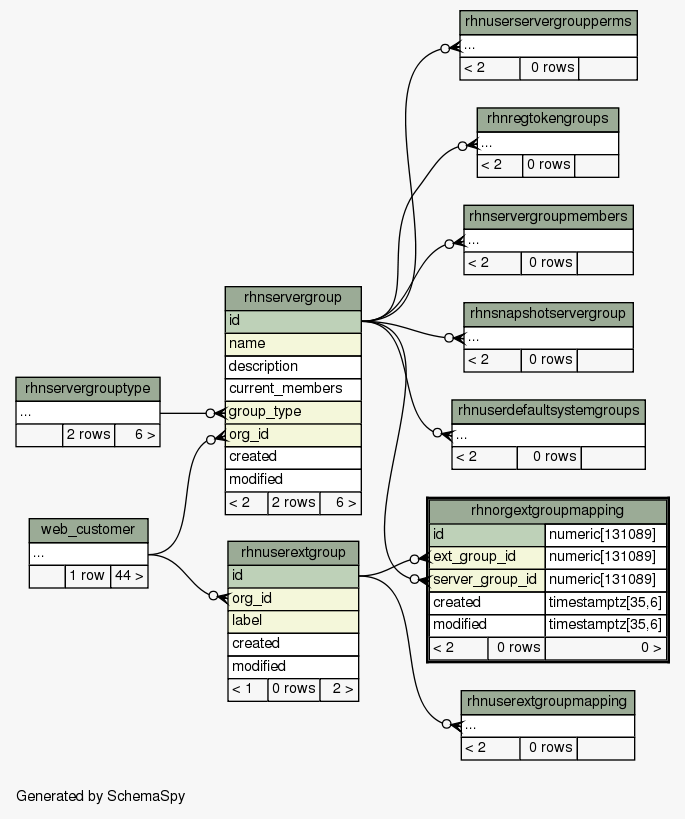 rhnuserservergroupperms
...
< 2 0 rows
rhnregtokengroups
...
< 2 0 rows
rhnservergroupmembers
...
< 2 0 rows
rhnsnapshotservergroup
...
< 2 0 rows
rhnuserdefaultsystemgroups
...
< 2 0 rows
rhnservergroup
id
name
description
current_members
group_type
org_id
created
modified
< 2 2 rows 6 >
rhnservergrouptype
...
2 rows 6 >
web_customer
...
1 row 44 >
rhnuserextgroup
id
org_id
label
created
modified
< 1 0 rows 2 >
rhnorgextgroupmapping
id numeric[131089]
ext_group_id numeric[131089]
server_group_id numeric[131089]
created timestamptz[35,6]
modified timestamptz[35,6]
< 2 0 rows 0 >
rhnuserextgroupmapping
...
< 2 0 rows
Generated by SchemaSpy